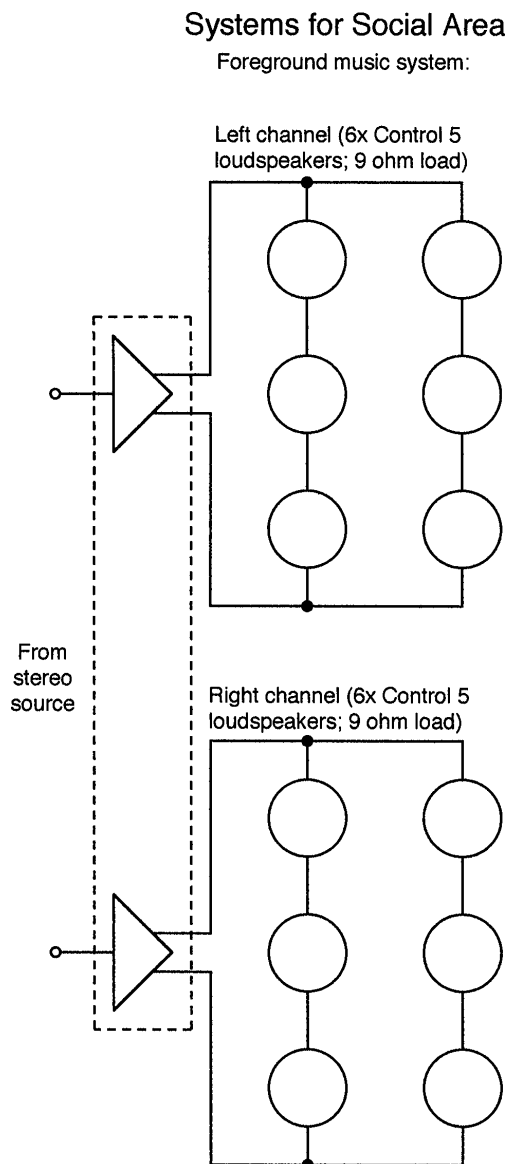 Systems for Social Area
Foreground music system:
Left channel (6x Control 5
loudspeakers; 9 ohm load)
From
stereo
source
Right channel (6x Control 5
loudspeakers; 9 ohm load)